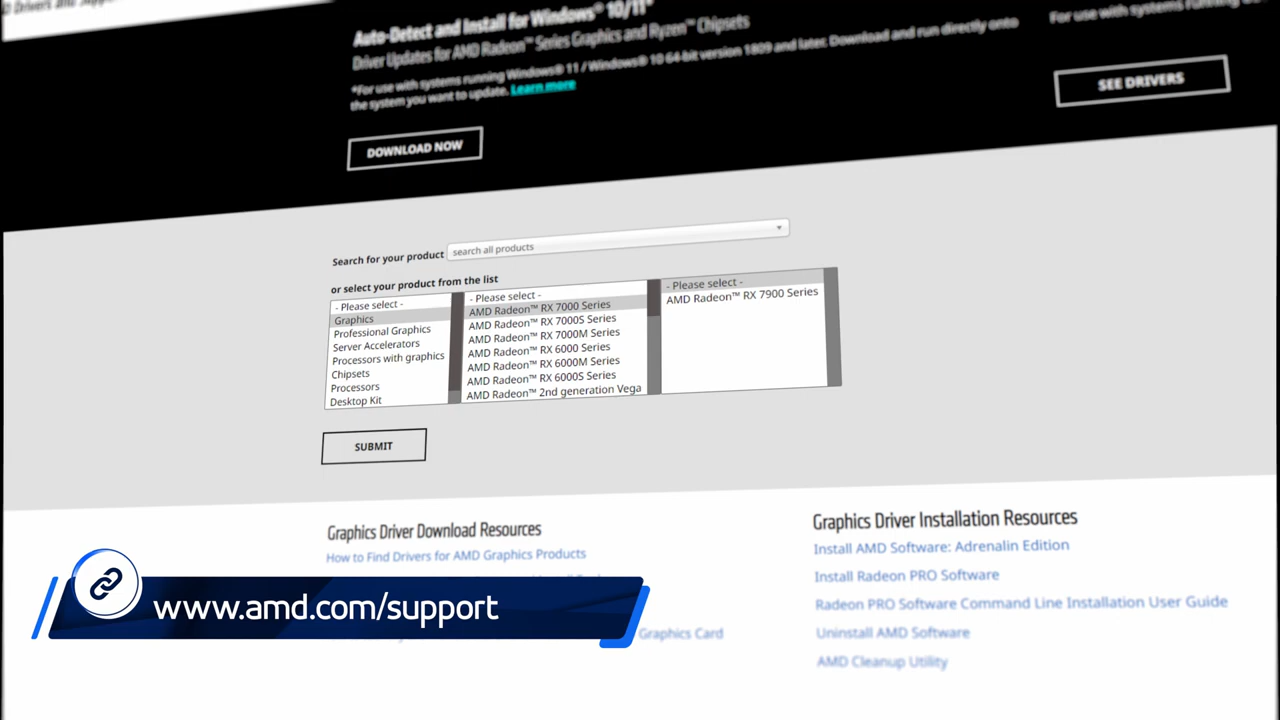 Drivers and Supp
Auto-Detect and Install for Windows® 10/11*
Driver Updates for AMD Radeon™ Series Graphics and Ryzen™ Chipsets
*For use with systems running Windows® 11 / Windows® 10 64-bit version 1809 and later. Download and run directly onto
the system you want to update. Learn more
DOWNLOAD NOW
For use with systems running
SEE DRIVERS
Search for your product
search all products
or select your product from the list
- Please select -
Graphics
Professional Graphics
Server Accelerators
Processors with graphics
Chipsets
Processors
Desktop Kit
- Please select -
AMD Radeon™ RX 7000 Series
AMD Radeon™ RX 7000S Series
AMD Radeon™ RX 7000M Series
AMD Radeon™ RX 6000 Series
AMD Radeon™ RX 6000M Series
AMD Radeon™ RX 6000S Series
AMD Radeon™ 2nd generation Vega
- Please select -
AMD Radeon™ RX 7900 Series
SUBMIT
Graphics Driver Download Resources
How to Find Drivers for AMD Graphics Products
Graphics Card
Graphics Driver Installation Resources
Install AMD Software: Adrenalin Edition
Install Radeon PRO Software
Radeon PRO Software Command Line Installation User Guide
Uninstall AMD Software
AMD Cleanup Utility
www.amd.com/support